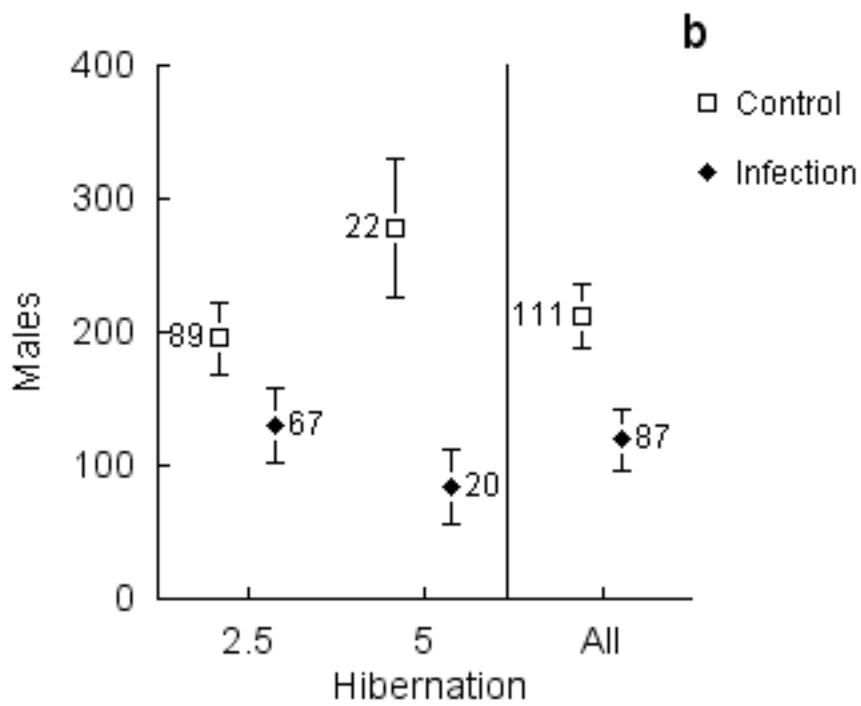 b
Control
Infection
400
300
200
100
0
Males
22
89
111
67
87
20
2.5 5 All
Hibernation